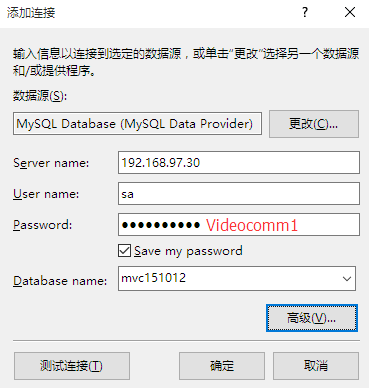 添加连接
?
输入信息以连接到选定的数据源，或单击“更改”选择另一个数据源
和/或提供程序。
数据源(S):
MySQL Database (MySQL Data Provider)
更改(C)...
Server name: 192.168.97.30
User name: sa
Password: ●●●●●●●●●● Videocomm1
Save my password
Database name: mvc151012
高级(V)...
测试连接(T) 确定 取消